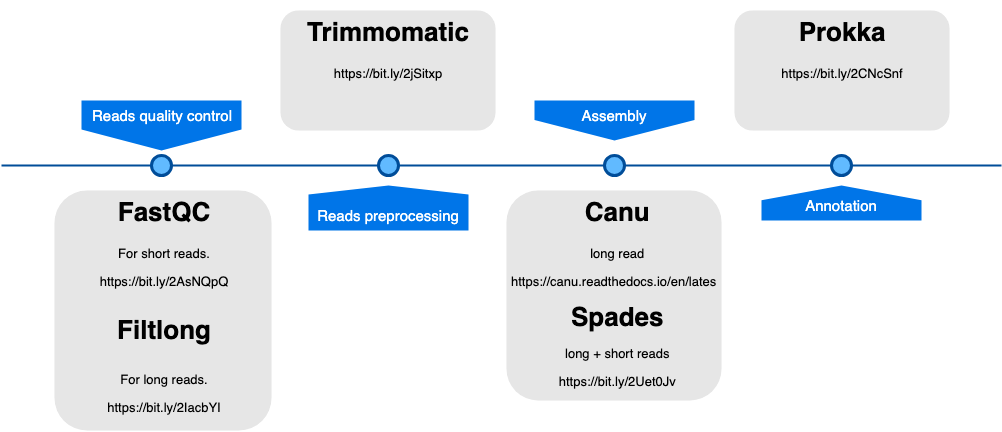 Trimmomatic
https://bit.ly/2jSitxp
Prokka
https://bit.ly/2CNcSnf
Reads quality control
Assembly
Reads preprocessing
Annotation
FastQC
For short reads.
https://bit.ly/2AsNQpQ
Filtlong
For long reads.
https://bit.ly/2IacbYI
Canu
long read
https://canu.readthedocs.io/en/lates
Spades
long + short reads
https://bit.ly/2Uet0Jv